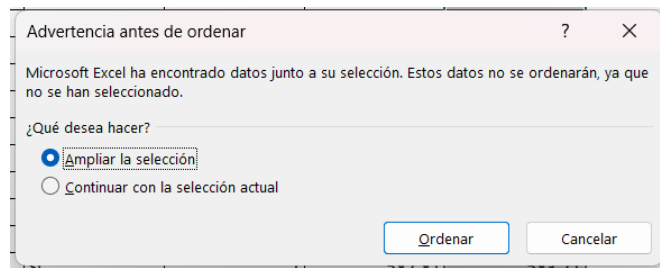 Advertencia antes de ordenar ? X
Microsoft Excel ha encontrado datos junto a su selección. Estos datos no se ordenarán, ya que
no se han seleccionado.
¿Qué desea hacer?
Ampliar la selección
Continuar con la selección actual
Ordenar Cancelar